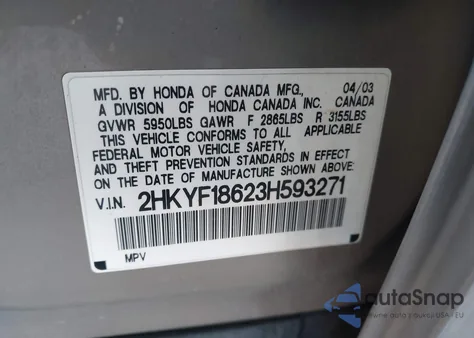 MFD. BY HONDA OF CANADA MFG., 04/03
A DIVISION OF HONDA CANADA INC. CANADA
GVWR 5950LBS GAWR F 2865LBS R 3155LBS
THIS VEHICLE CONFORMS TO ALL APPLICABLE
FEDERAL MOTOR VEHICLE SAFETY,
AND THEFT PREVENTION STANDARDS IN EFFECT
ON THE DATE OF MANUFACTURE SHOWN ABOVE.
V.I.N. 2HKYF18623H593271
MPV
autaSnap